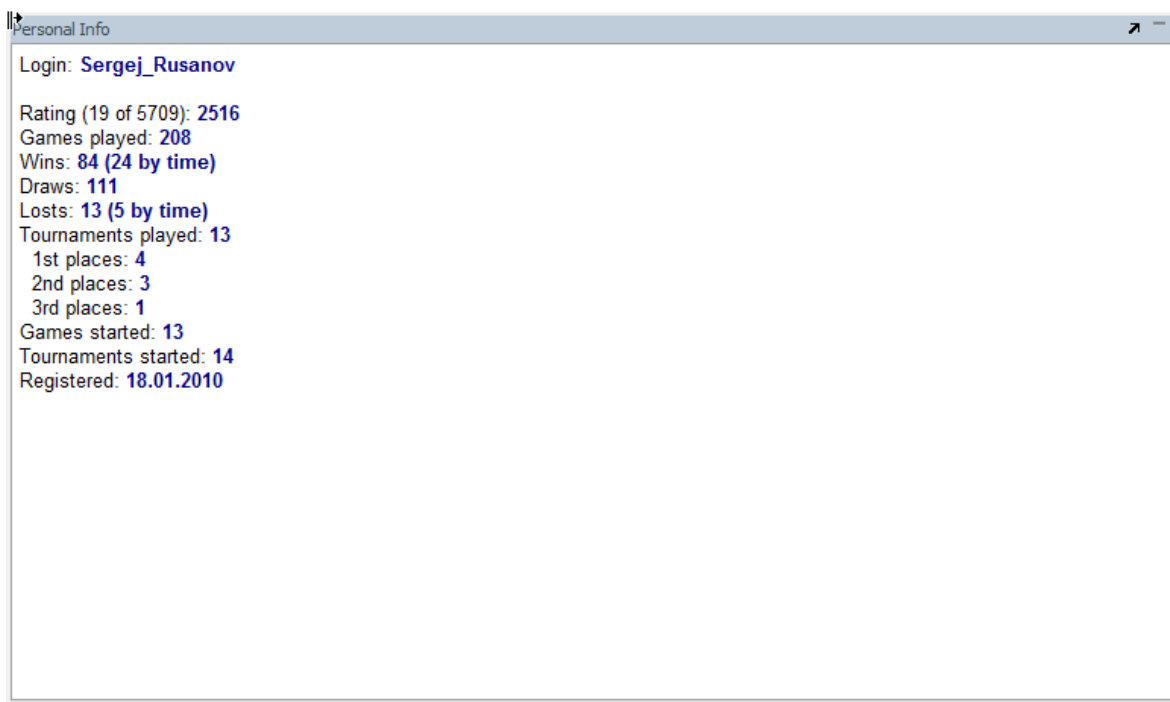 Personal Info
Login: Sergej_Rusanov
Rating (19 of 5709): 2516
Games played: 208
Wins: 84 (24 by time)
Draws: 111
Losts: 13 (5 by time)
Tournaments played: 13
1st places: 4
2nd places: 3
3rd places: 1
Games started: 13
Tournaments started: 14
Registered: 18.01.2010